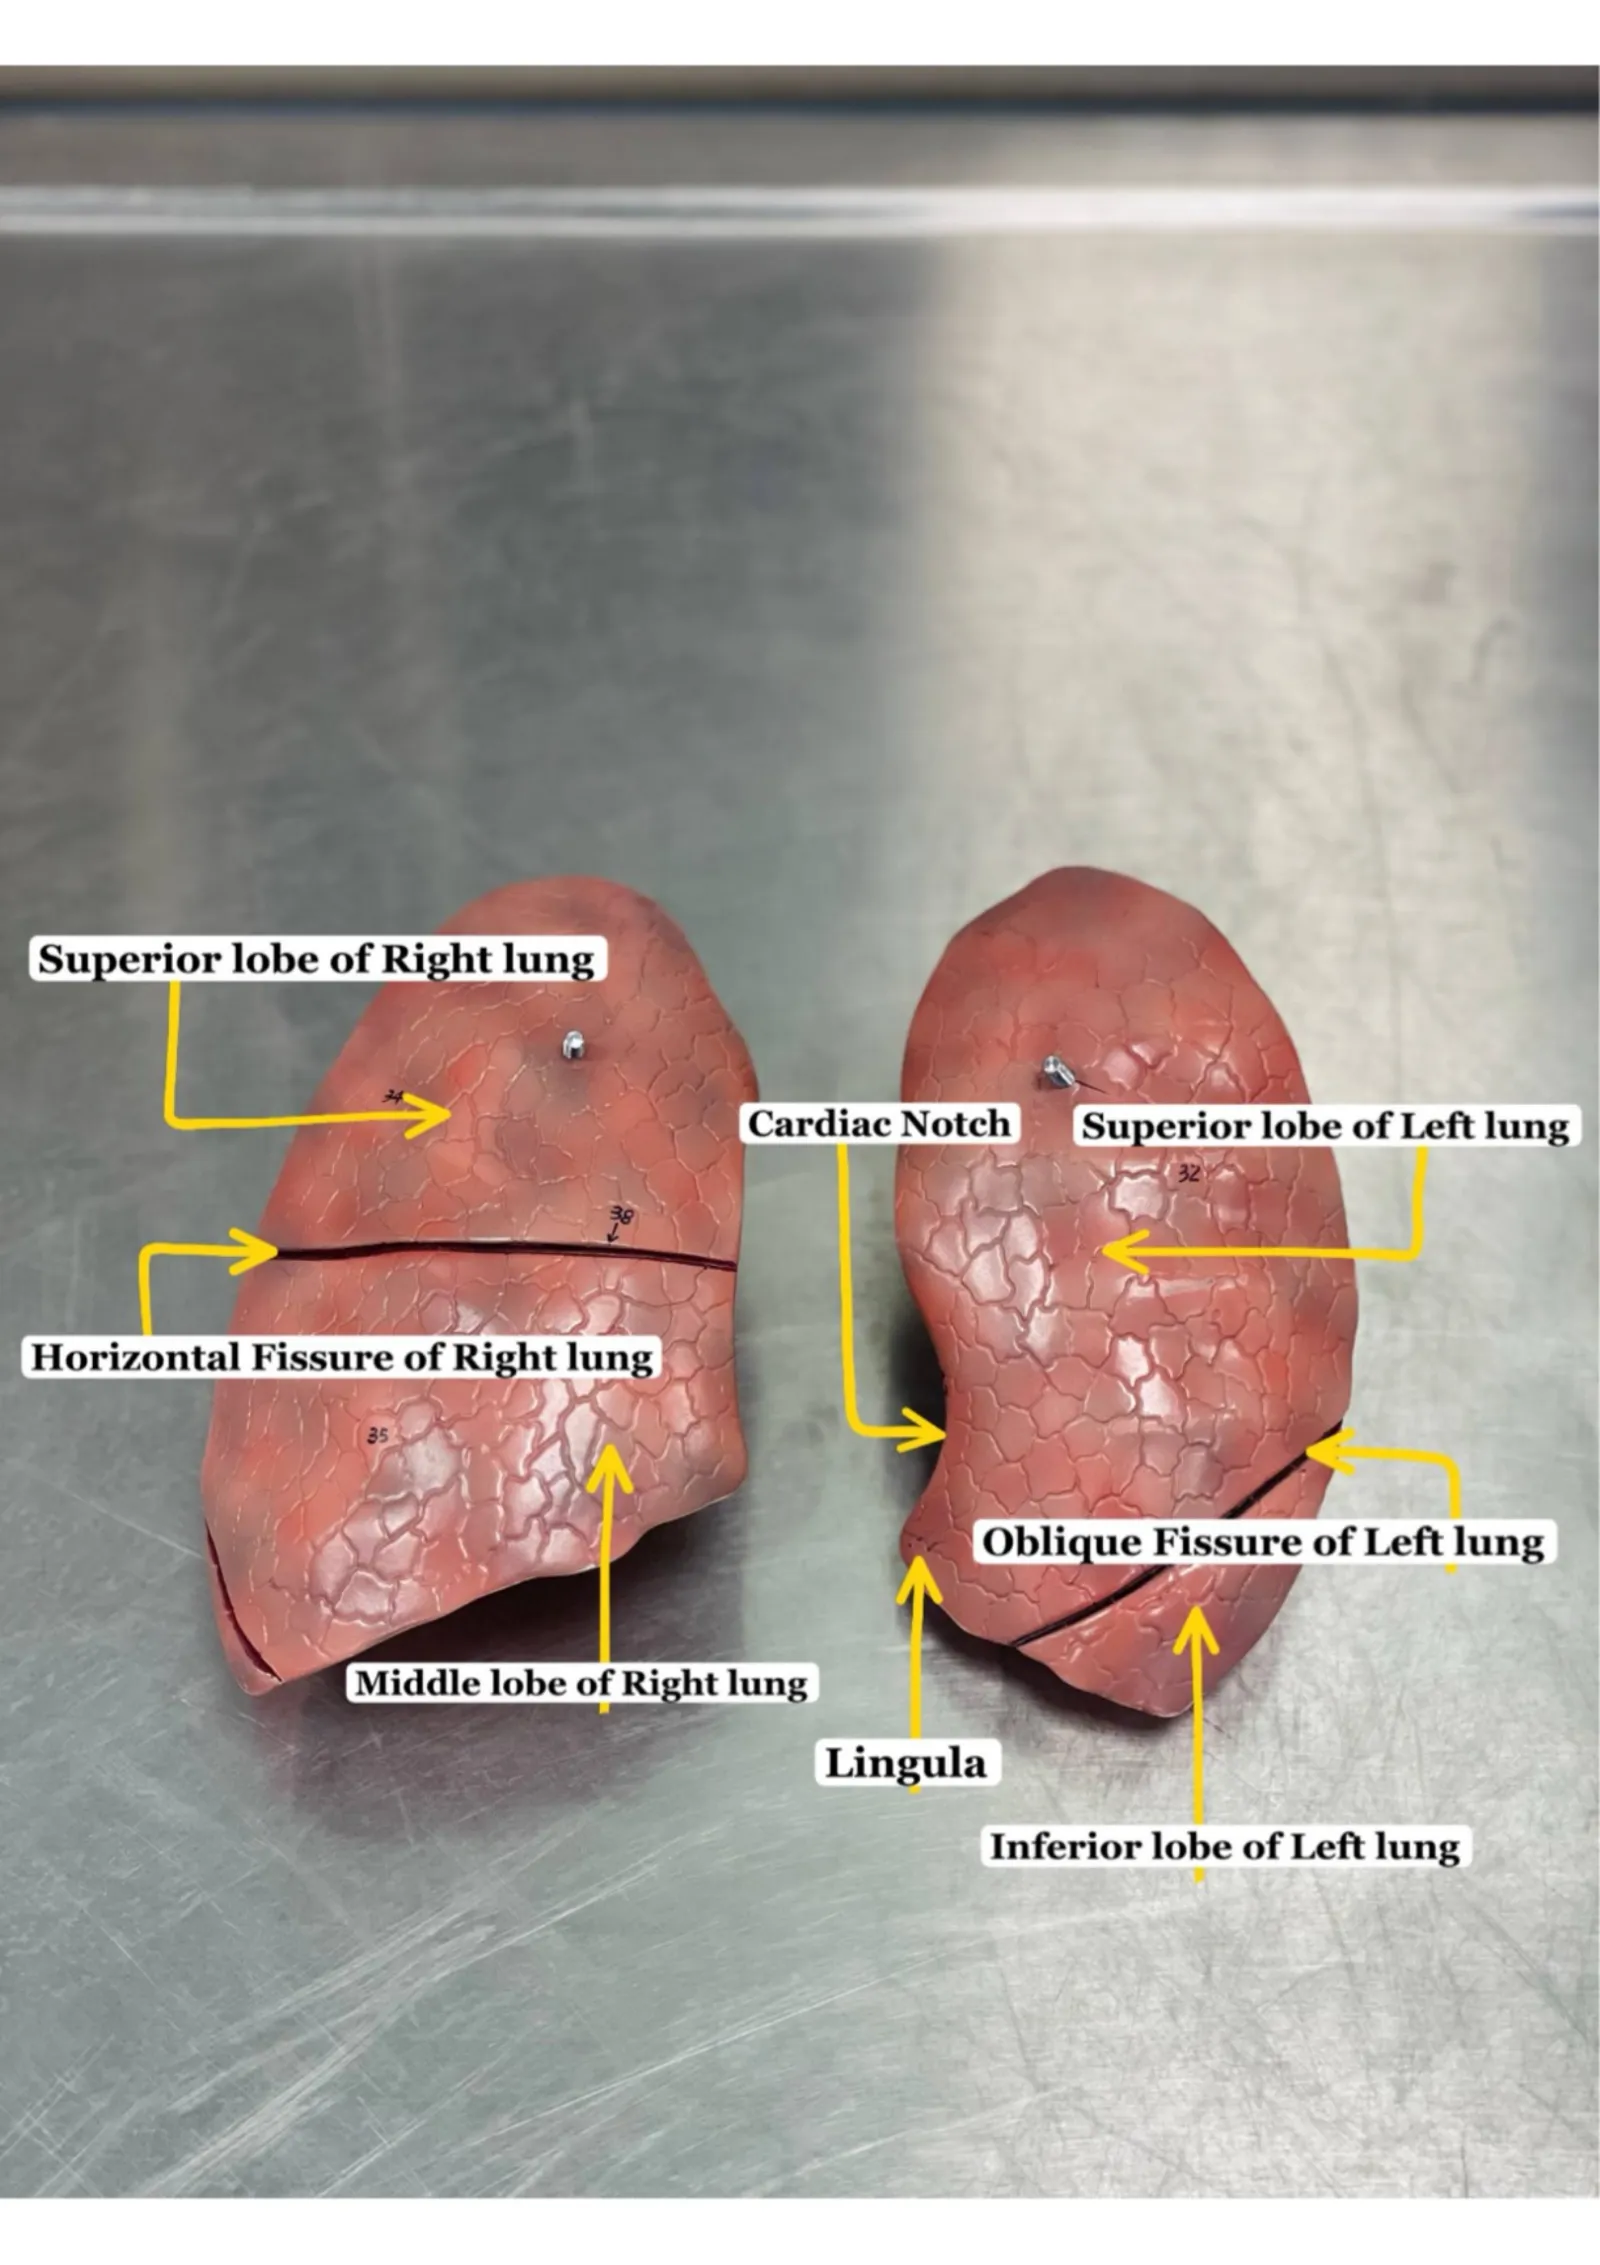 Superior lobe of Right lung
34
Cardiac Notch
Superior lobe of Left lung
32
38
Horizontal Fissure of Right lung
35
Oblique Fissure of Left lung
Middle lobe of Right lung
Lingula
Inferior lobe of Left lung